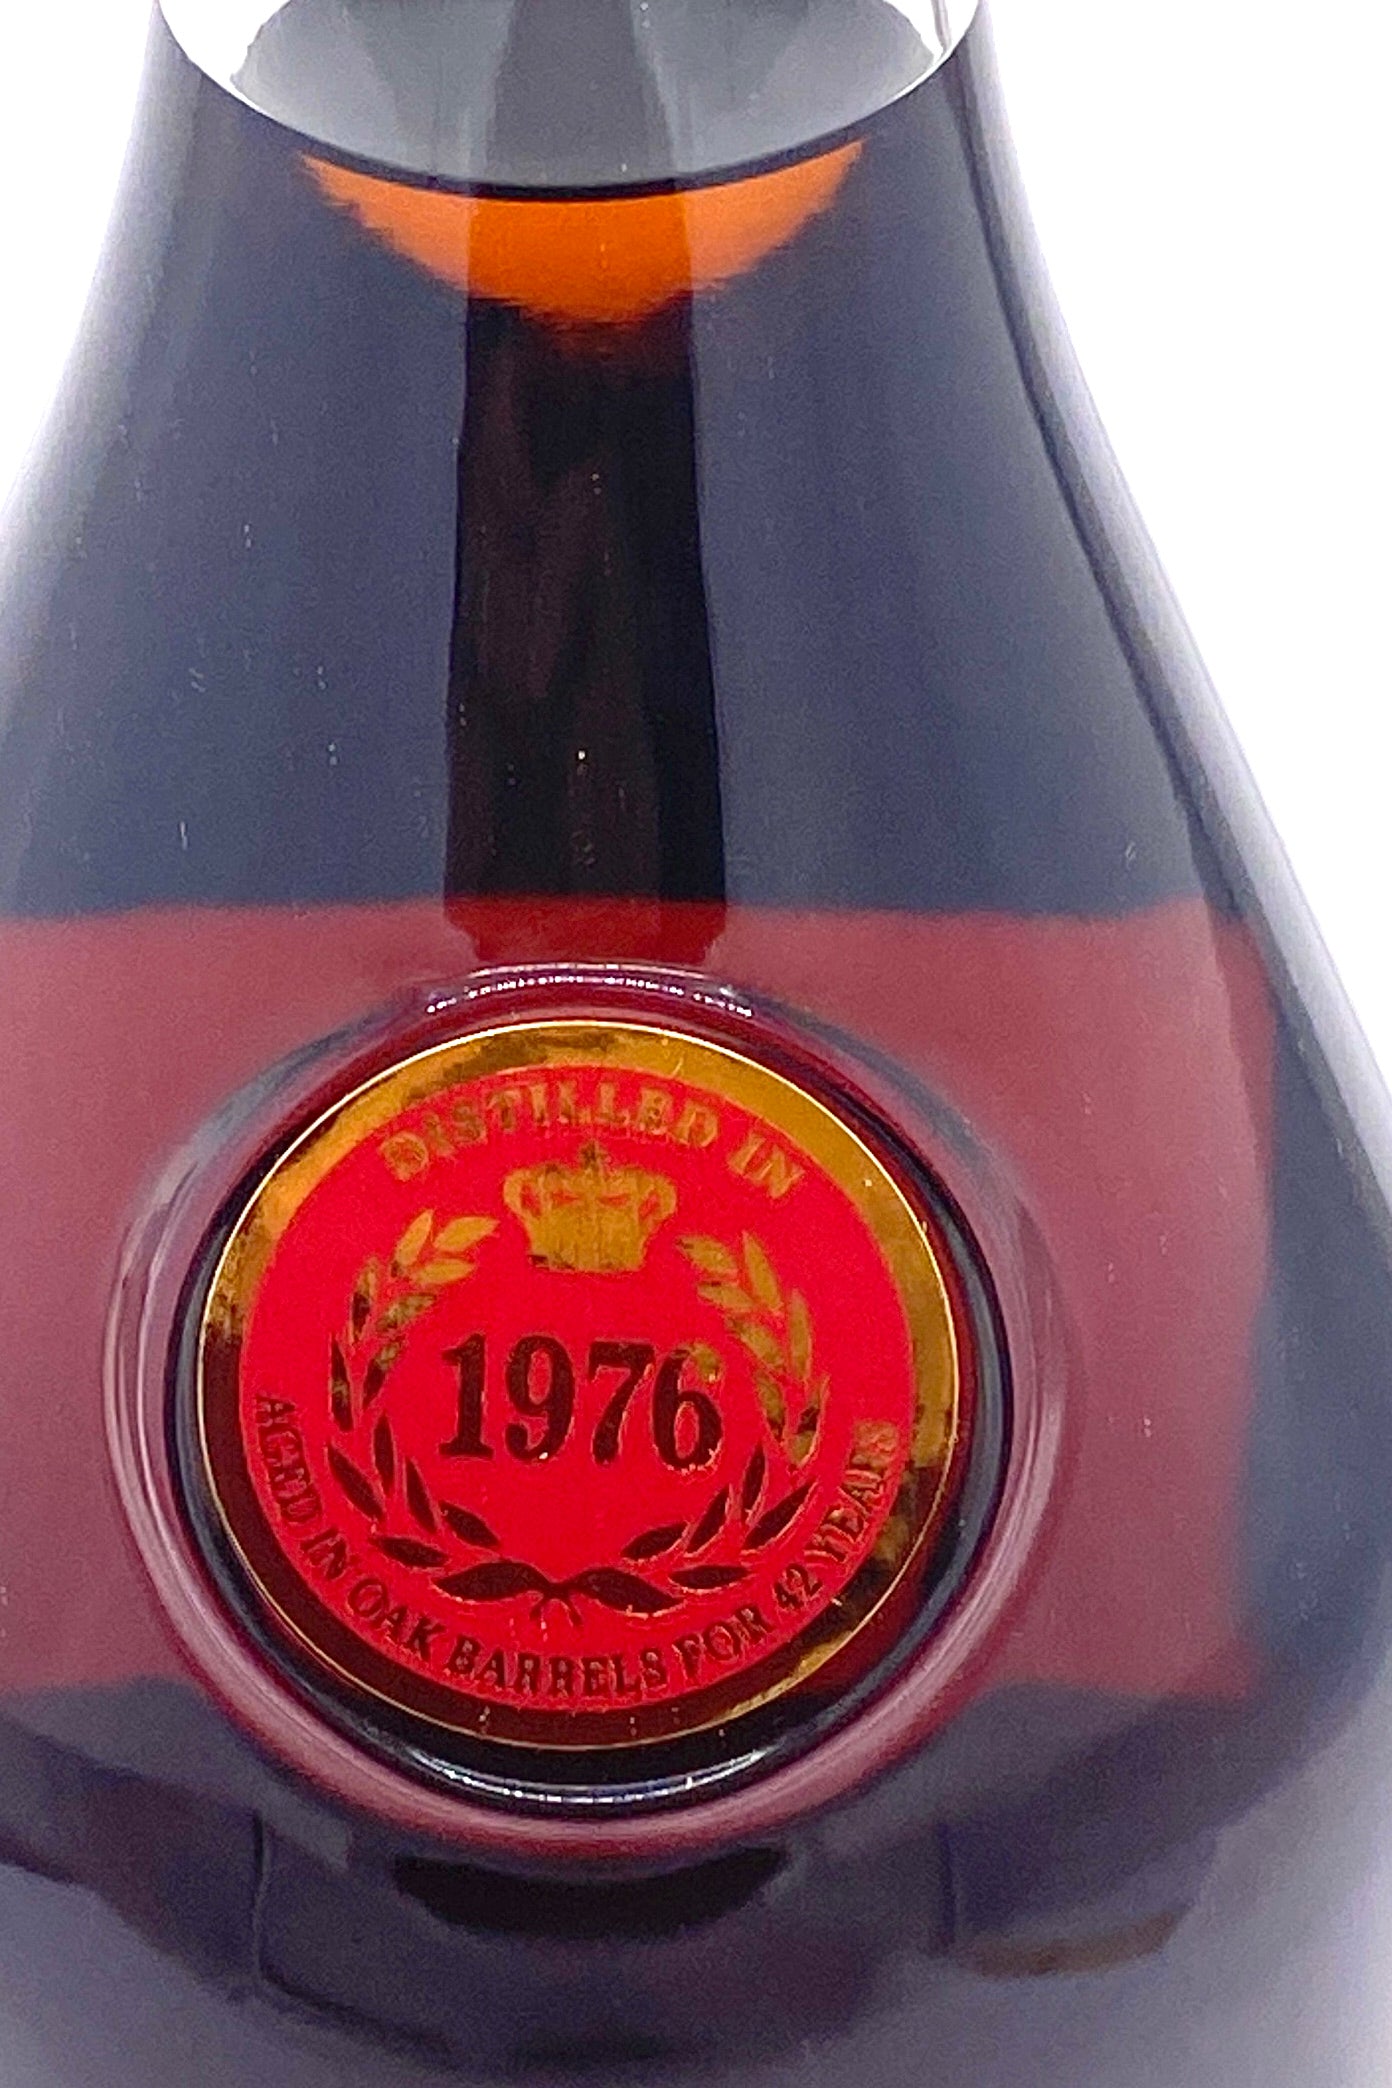 DISTILLED IN
1976
AGED IN OAK BARRELS FOR 42 YEARS